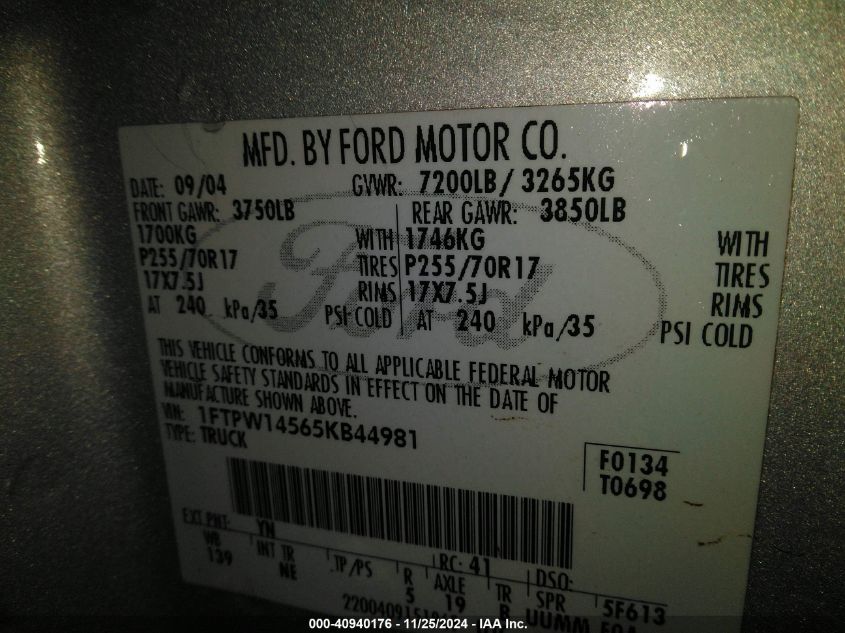 MFD. BY FORD MOTOR CO.
DATE: 09/04 GVWR: 7200LB/ 3265KG
FRONT GAWR: 3750LB REAR GAWR: 3850LB
1700KG WITH 1746KG WITH
P255/70R17 TIRES P255/70R17 TIRES
17X7.5J RIMS 17X7.5J RIMS
AT 240 kPa/35 PSI COLD AT 240 kPa/35 PSI COLD
Ford
THIS VEHICLE CONFORMS TO ALL APPLICABLE FEDERAL MOTOR
VEHICLE SAFETY STANDARDS IN EFFECT ON THE DATE OF
MANUFACTURE SHOWN ABOVE.
VIN: 1FTPW14565KB44981
TYPE: TRUCK
F0134
T0698
EXT PNT: YN RC: 41 DSO:
WB INT TR TP/PS R AXLE TR SPR 5F613
139 NE 5 19 B UUMM
000-40940176 - 11/25/2024 - IAA Inc.